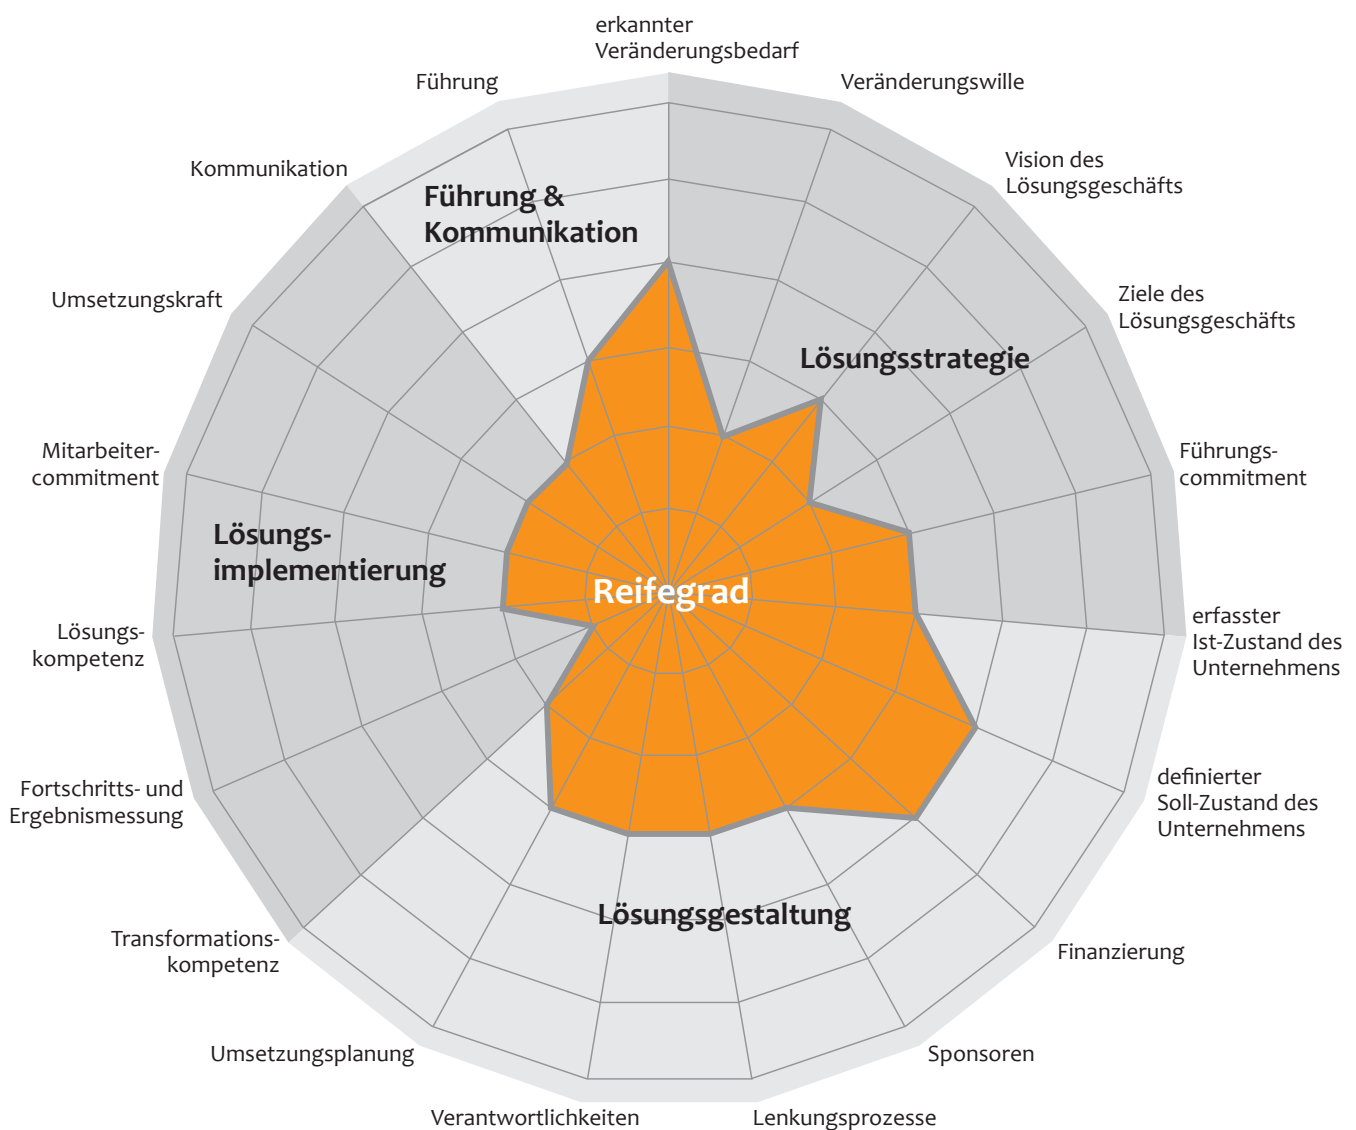 erkannter
Veränderungsbedarf
Veränderungswille
Vision des
Lösungsgeschäfts
Ziele des
Lösungsgeschäfts
Führungs-
commitment
erfasster
Ist-Zustand des
Unternehmens
definierter
Soll-Zustand des
Unternehmens
Finanzierung
Sponsoren
Lenkungsprozesse
Verantwortlichkeiten
Umsetzungsplanung
Transformations-
kompetenz
Fortschritts- und
Ergebnismessung
Lösungs-
kompetenz
Mitarbeiter-
commitment
Umsetzungskraft
Kommunikation
Führung
Führung &
Kommunikation
Lösungsstrategie
Lösungs-
implementierung
Reifegrad
Lösungsgestaltung